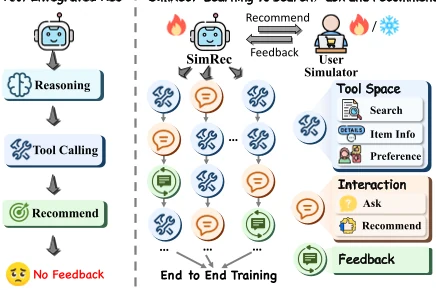 Reasoning
Tool Calling
Recommend
No Feedback
Recommend
Feedback
SimRec
User
Simulator
/
...
... ... ...
End to End Training
Tool Space
Search
DETAILS
Item Info
Preference
Interaction
?
Ask
Recommend
Feedback